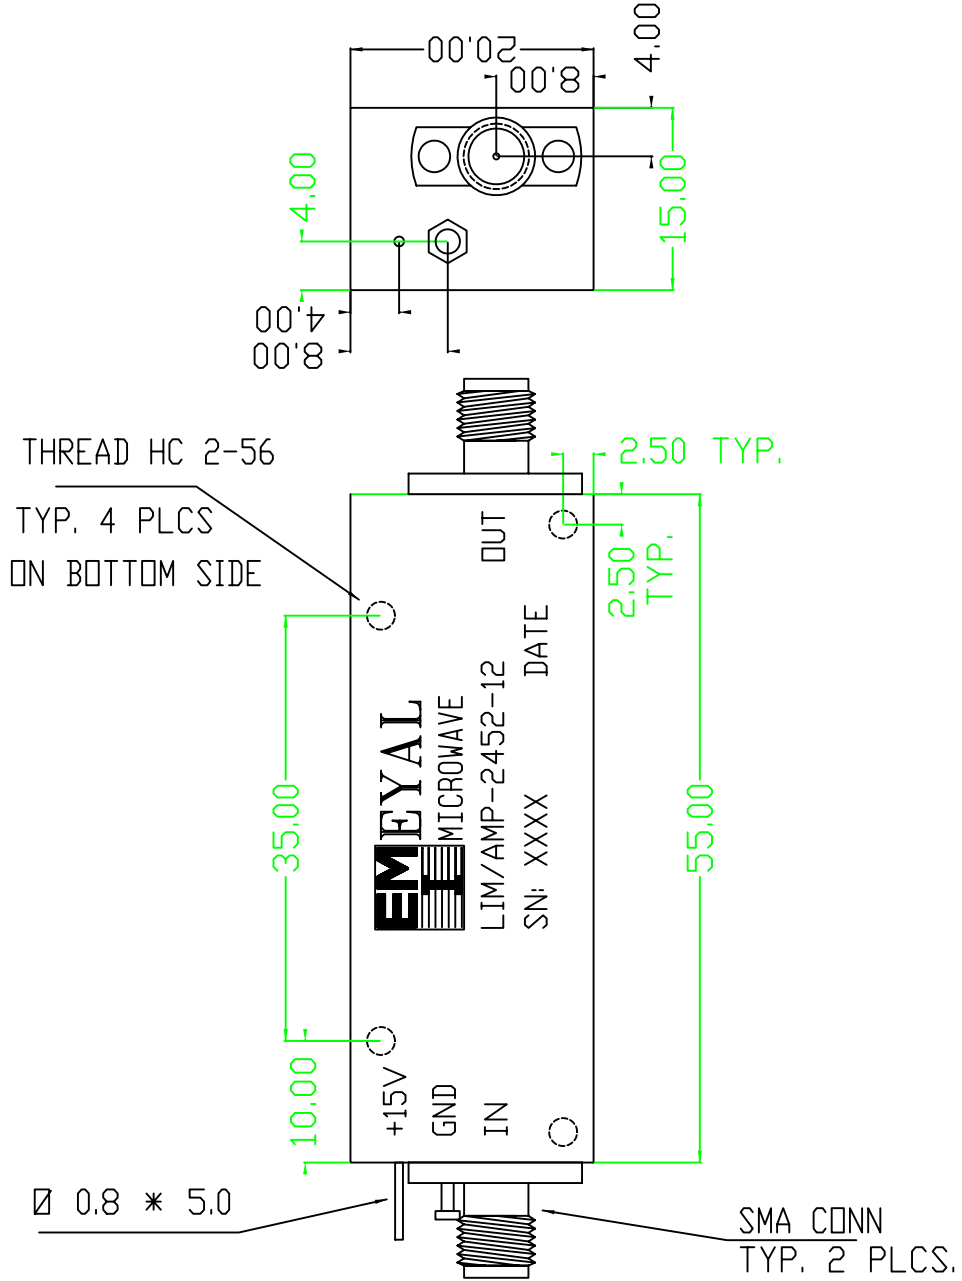 20.00
8.00
4.00
4.00
15.00
4.00
8.00
THREAD HC 2-56
TYP. 4 PLCS
ON BOTTOM SIDE
2.50 TYP.
2.50
TYP.
OUT
DATE
EYAL
MICROWAVE
LIM/AMP-2452-12
SN: XXXX
EM
35.00
55.00
10.00
+15V
GND
IN
Ø 0.8 * 5.0
SMA CONN
TYP. 2 PLCS.